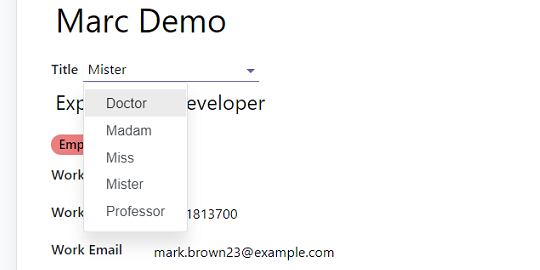 Marc Demo
Title Mister
Doctor
Exp eveloper
Madam
Emp
Miss
Work
Mister
Work 1813700
Professor
Work Email mark.brown23@example.com